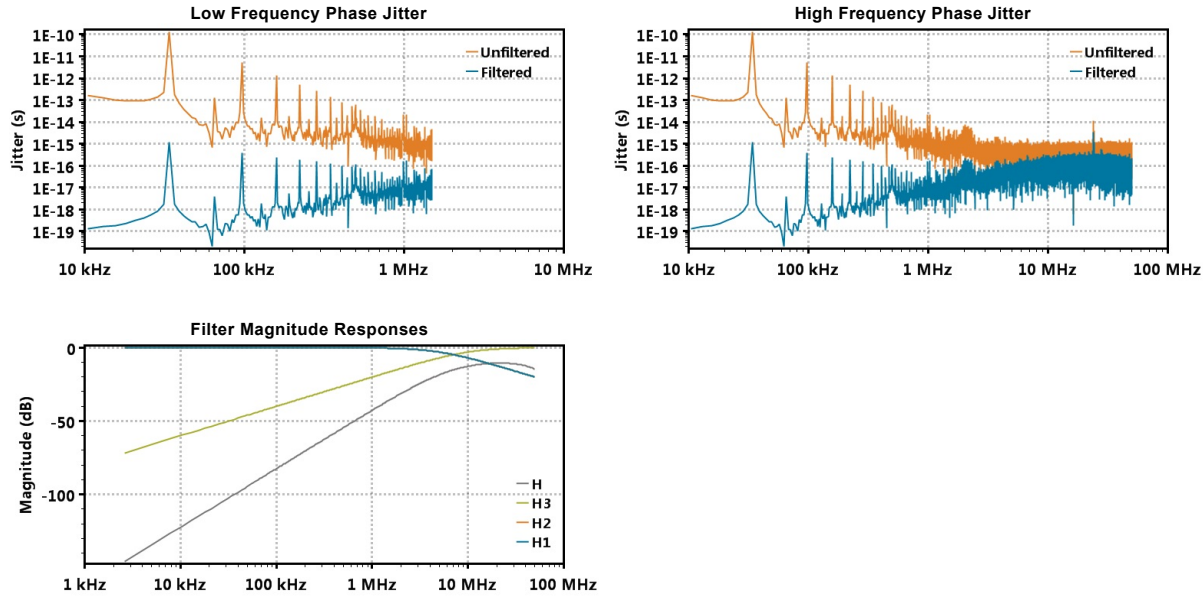 Low Frequency Phase Jitter
Jitter (s)
1E-10
1E-11
1E-12
1E-13
1E-14
1E-15
1E-16
1E-17
1E-18
1E-19
Unfiltered
Filtered
10 kHz 100 kHz 1 MHz 10 MHz
High Frequency Phase Jitter
Jitter (s)
1E-10
1E-11
1E-12
1E-13
1E-14
1E-15
1E-16
1E-17
1E-18
1E-19
Unfiltered
Filtered
10 kHz 100 kHz 1 MHz 10 MHz 100 MHz
Filter Magnitude Responses
Magnitude (dB)
0
-50
-100
H
H3
H2
H1
1 kHz 10 kHz 100 kHz 1 MHz 10 MHz 100 MHz